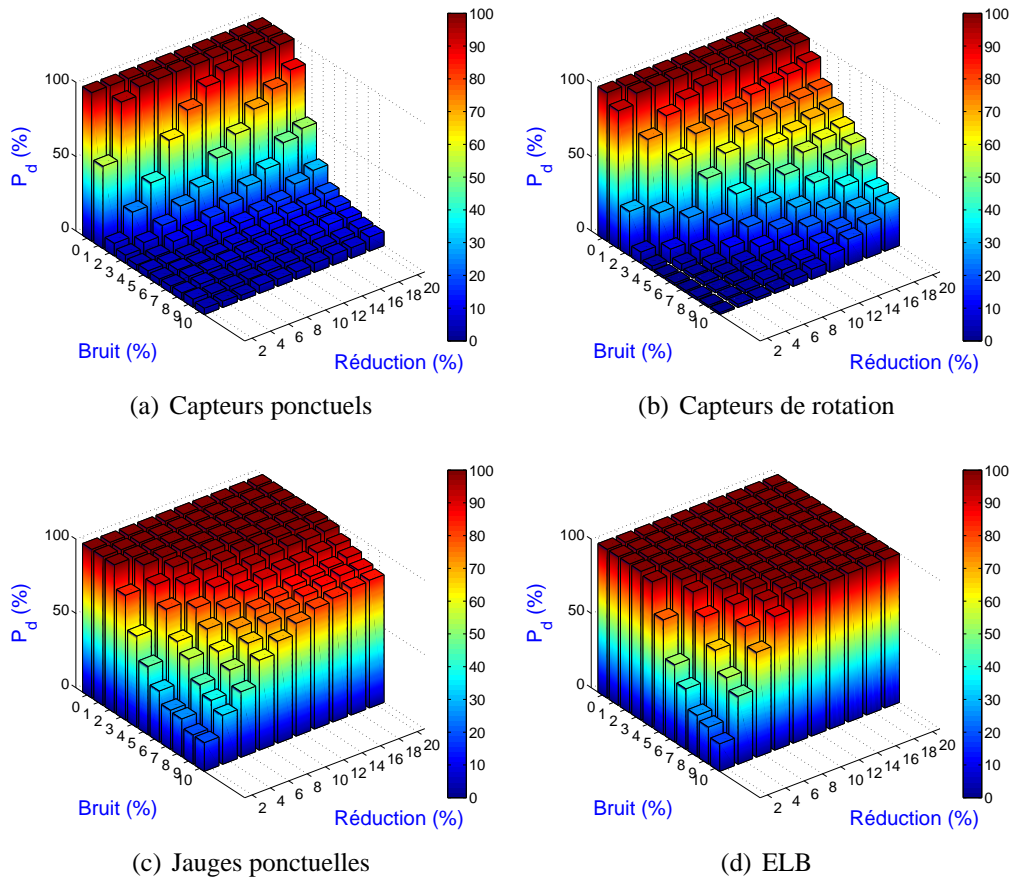 100
90
80
70
60
50
40
30
20
10
0
100
50
0
P_d (%)
0 1 2 3 4 5 6 7 8 9 10
Bruit (%)
2 4 6 8 10 12 14 16 18 20
Réduction (%)
(a) Capteurs ponctuels
100
90
80
70
60
50
40
30
20
10
0
100
50
0
P_d (%)
0 1 2 3 4 5 6 7 8 9 10
Bruit (%)
2 4 6 8 10 12 14 16 18 20
Réduction (%)
(b) Capteurs de rotation
100
90
80
70
60
50
40
30
20
10
0
100
50
0
P_d (%)
0 1 2 3 4 5 6 7 8 9 10
Bruit (%)
2 4 6 8 10 12 14 16 18 20
Réduction (%)
(c) Jauges ponctuelles
100
90
80
70
60
50
40
30
20
10
0
100
50
0
P_d (%)
0 1 2 3 4 5 6 7 8 9 10
Bruit (%)
2 4 6 8 10 12 14 16 18 20
Réduction (%)
(d) ELB